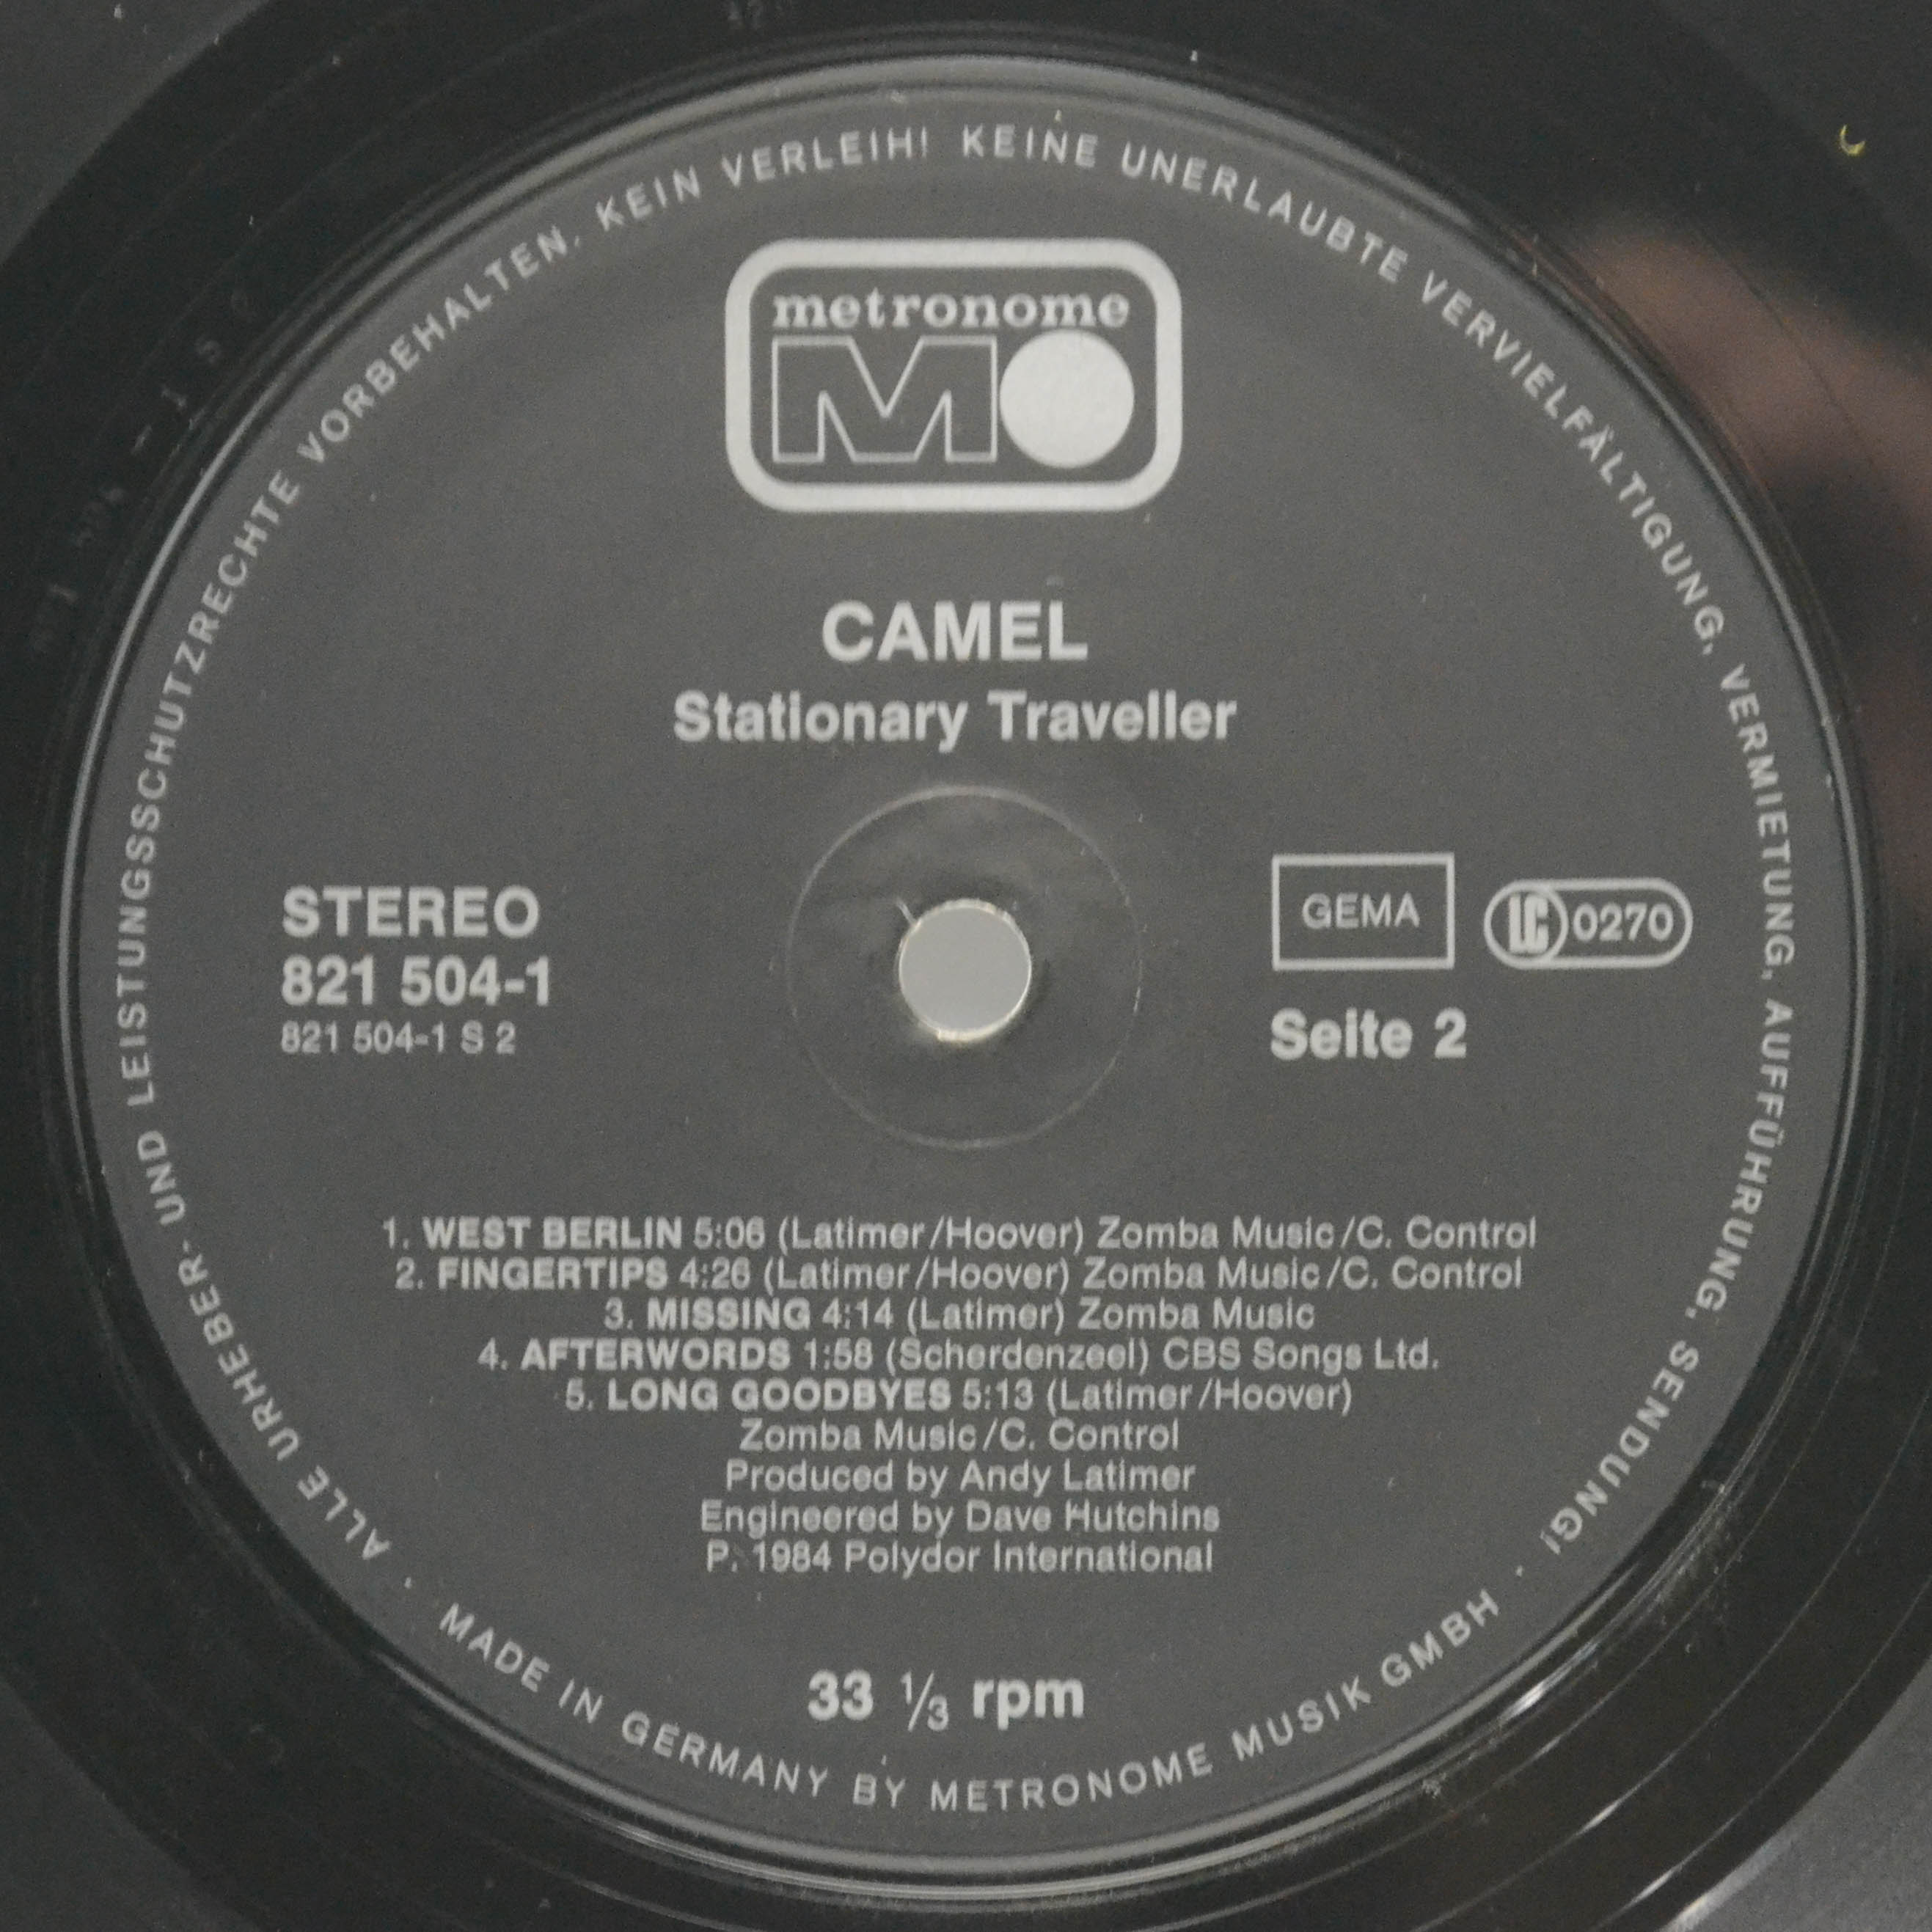 ALLE URHEBER- UND LEISTUNGSSCHUTZRECHTE VORBEHALTEN. KEIN VERLEIH! KEINE UNERLAUBTE VERVIELFÄLTIGUNG, VERMIETUNG, AUFFÜHRUNG, SENDUNG!
metronome
M
CAMEL
Stationary Traveller
STEREO
821 504-1
821 504-1 S 2
GEMA
LC 0270
Seite 2
1. WEST BERLIN 5:06 (Latimer/Hoover) Zomba Music/C. Control
2. FINGERTIPS 4:26 (Latimer/Hoover) Zomba Music/C. Control
3. MISSING 4:14 (Latimer) Zomba Music
4. AFTERWORDS 1:58 (Scherdenzeel) CBS Songs Ltd.
5. LONG GOODBYES 5:13 (Latimer/Hoover)
Zomba Music/C. Control
Produced by Andy Latimer
Engineered by Dave Hutchins
P. 1984 Polydor International
33 ⅓ rpm
MADE IN GERMANY BY METRONOME MUSIK GMBH